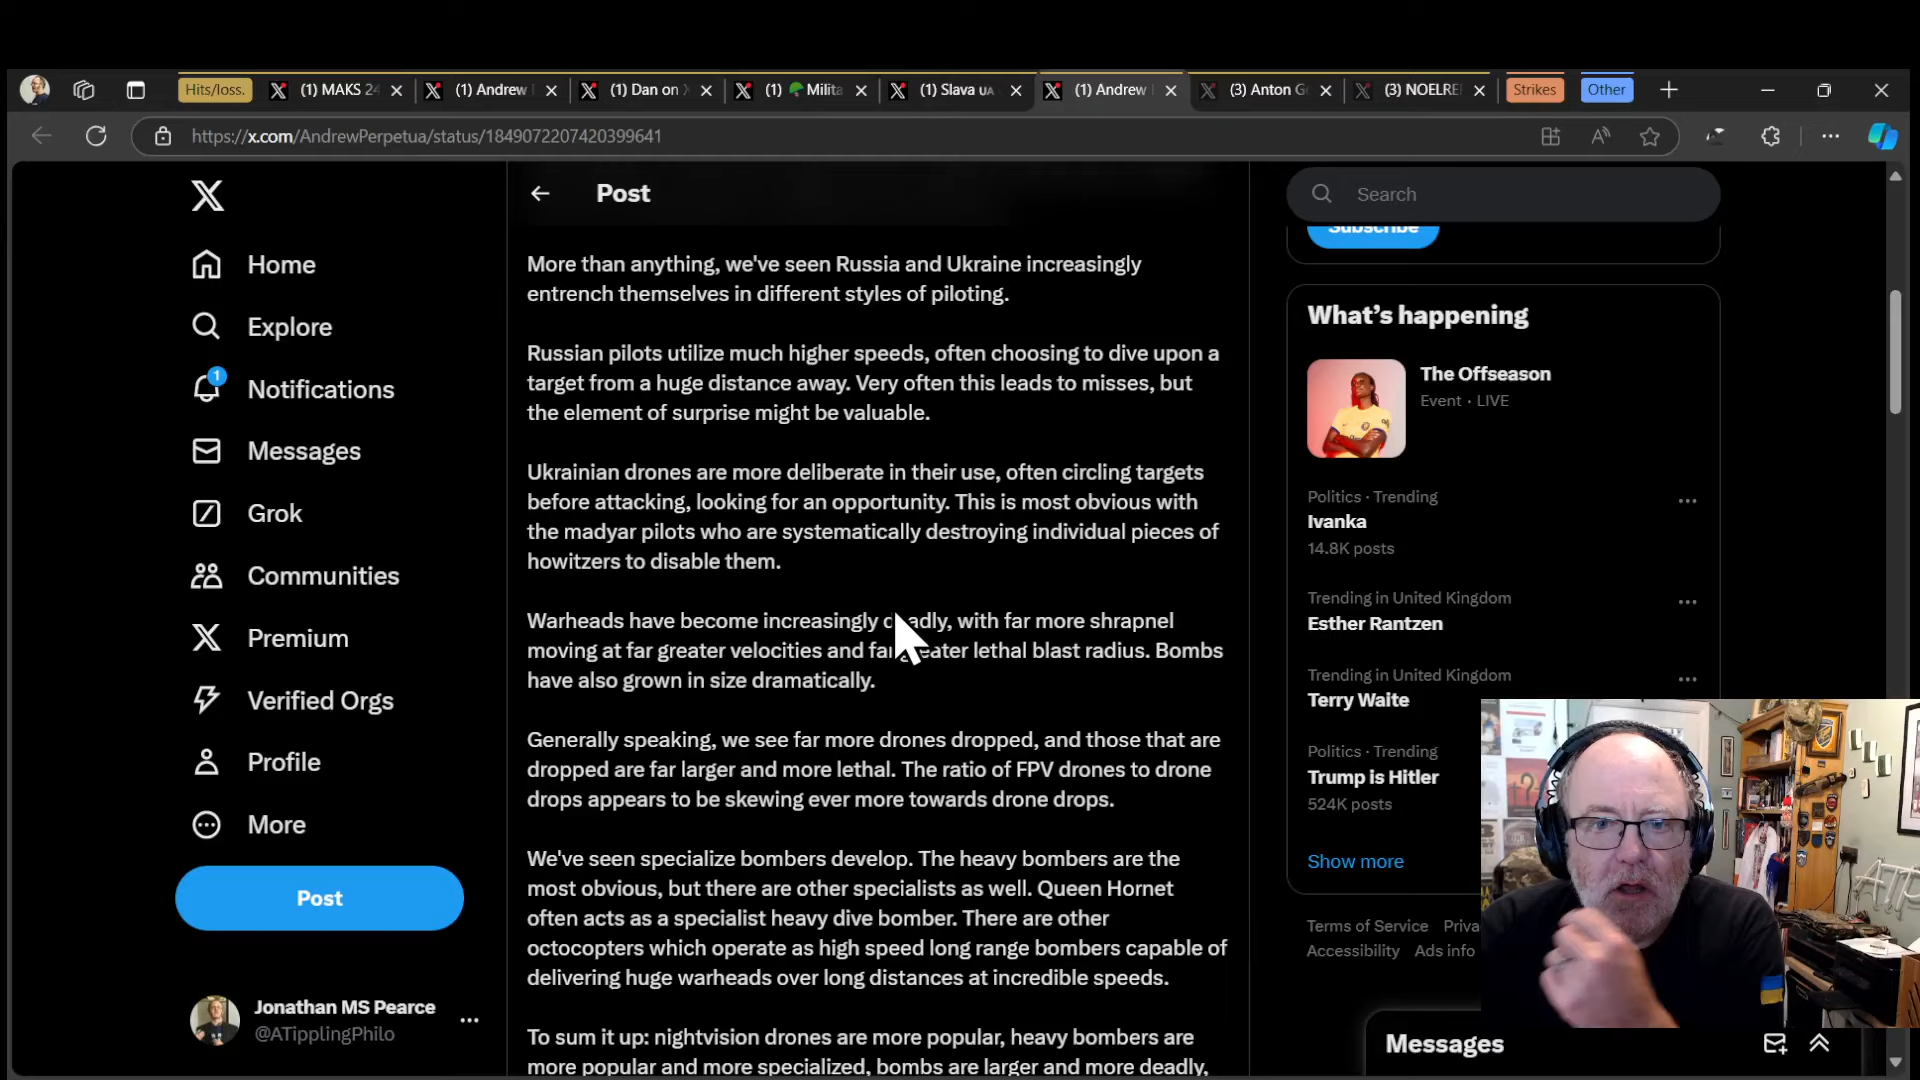 Hits/loss.
(1) MAKS 24
(1) Andrew
(1) Dan on
(1) Milita
(1) Slava UA
(1) Andrew
(3) Anton G
(3) NOELRE
Strikes
Other
https://x.com/AndrewPerpetua/status/1849072207420399641
Post
Search
Subscribe
Home
Explore
1
Notifications
Messages
Grok
Communities
Premium
Verified Orgs
Profile
More
Post
Jonathan MS Pearce
@ATipplingPhilo
More than anything, we've seen Russia and Ukraine increasingly
entrench themselves in different styles of piloting.
Russian pilots utilize much higher speeds, often choosing to dive upon a
target from a huge distance away. Very often this leads to misses, but
the element of surprise might be valuable.
Ukrainian drones are more deliberate in their use, often circling targets
before attacking, looking for an opportunity. This is most obvious with
the madyar pilots who are systematically destroying individual pieces of
howitzers to disable them.
Warheads have become increasingly deadly, with far more shrapnel
moving at far greater velocities and far greater lethal blast radius. Bombs
have also grown in size dramatically.
Generally speaking, we see far more drones dropped, and those that are
dropped are far larger and more lethal. The ratio of FPV drones to drone
drops appears to be skewing ever more towards drone drops.
We've seen specialize bombers develop. The heavy bombers are the
most obvious, but there are other specialists as well. Queen Hornet
often acts as a specialist heavy dive bomber. There are other
octocopters which operate as high speed long range bombers capable of
delivering huge warheads over long distances at incredible speeds.
To sum it up: nightvision drones are more popular, heavy bombers are
more popular and more specialized, bombs are larger and more deadly,
What's happening
The Offseason
Event · LIVE
Politics · Trending
Ivanka
14.8K posts
Trending in United Kingdom
Esther Rantzen
Trending in United Kingdom
Terry Waite
Politics · Trending
Trump is Hitler
524K posts
Show more
Terms of Service Priva
Accessibility Ads info
Messages